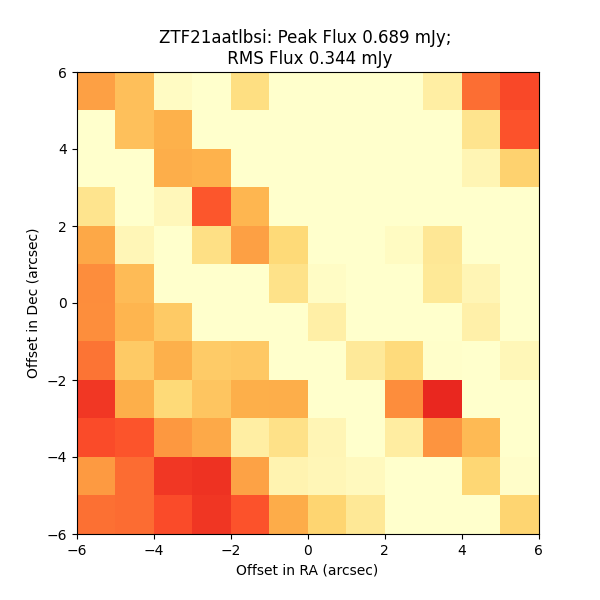 ZTF21aatlbsi: Peak Flux 0.689 mJy;
RMS Flux 0.344 mJy
6
4
2
0
−2
−4
−6
Offset in Dec (arcsec)
−6 −4 −2 0 2 4 6
Offset in RA (arcsec)